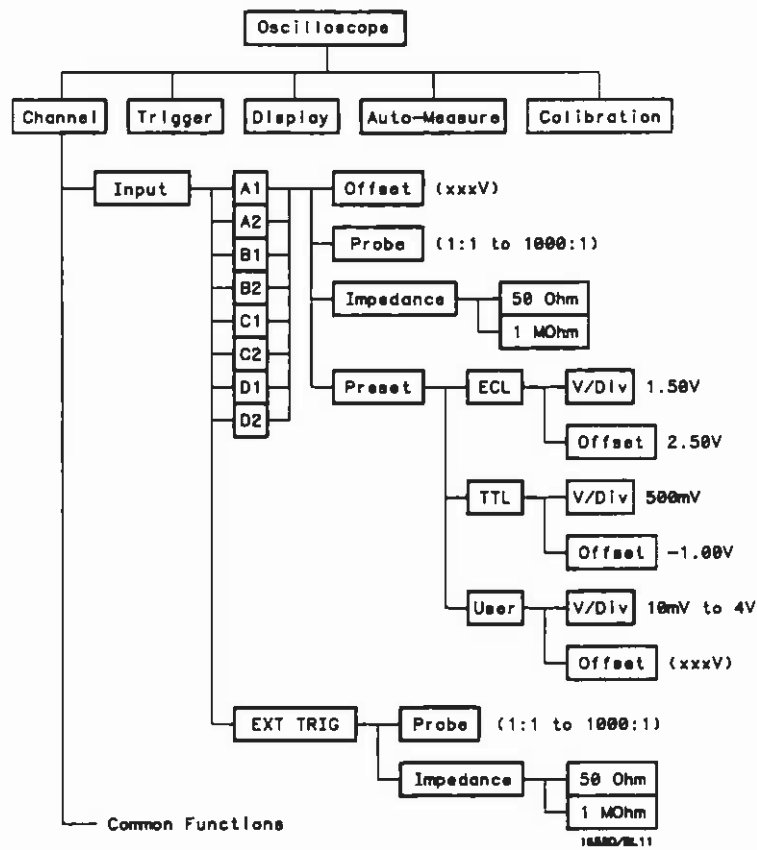 Oscilloscope
Channel Trigger Display Auto-Measure Calibration
Input A1 Offset (xxxV)
A2
Probe (1:1 to 1000:1)
B1
B2 Impedance 50 Ohm
C1 1 MOhm
C2
D1 Preset ECL V/Div 1.50V
D2
Offset 2.50V
TTL V/Div 500mV
Offset -1.00V
User V/Div 10mV to 4V
Offset (xxxV)
EXT TRIG Probe (1:1 to 1000:1)
Impedance 50 Ohm
1 MOhm
Common Functions